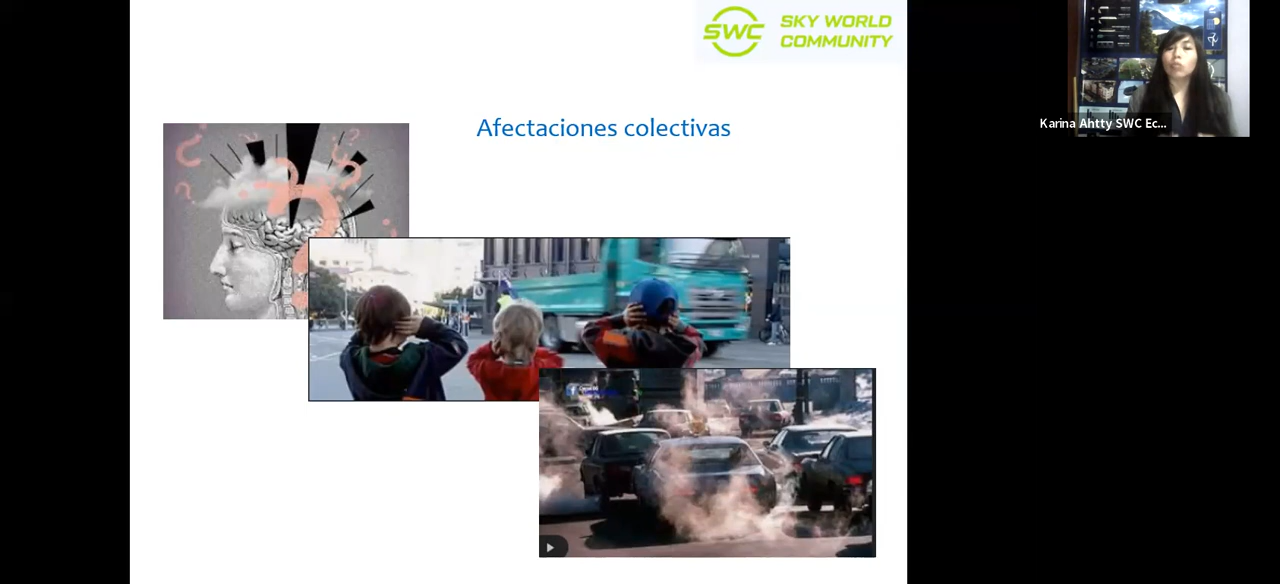 SWC
SKY WORLD
COMMUNITY
Afectaciones colectivas
Karina Ahtty SWC Ec...